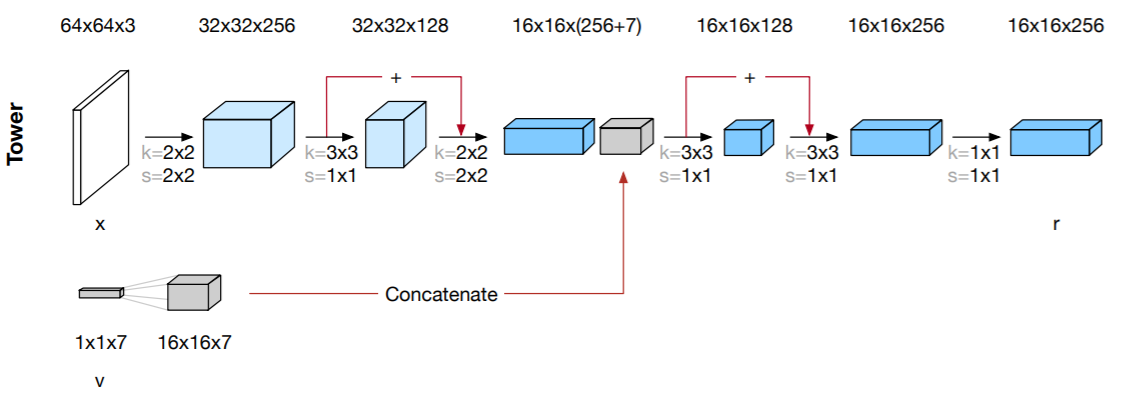 64x64x3 32x32x256 32x32x128 16x16x(256+7) 16x16x128 16x16x256 16x16x256
Tower
+ +
k=2x2 k=3x3 k=2x2 k=3x3 k=3x3 k=1x1
s=2x2 s=1x1 s=2x2 s=1x1 s=1x1 s=1x1
x r
Concatenate
1x1x7 16x16x7
v